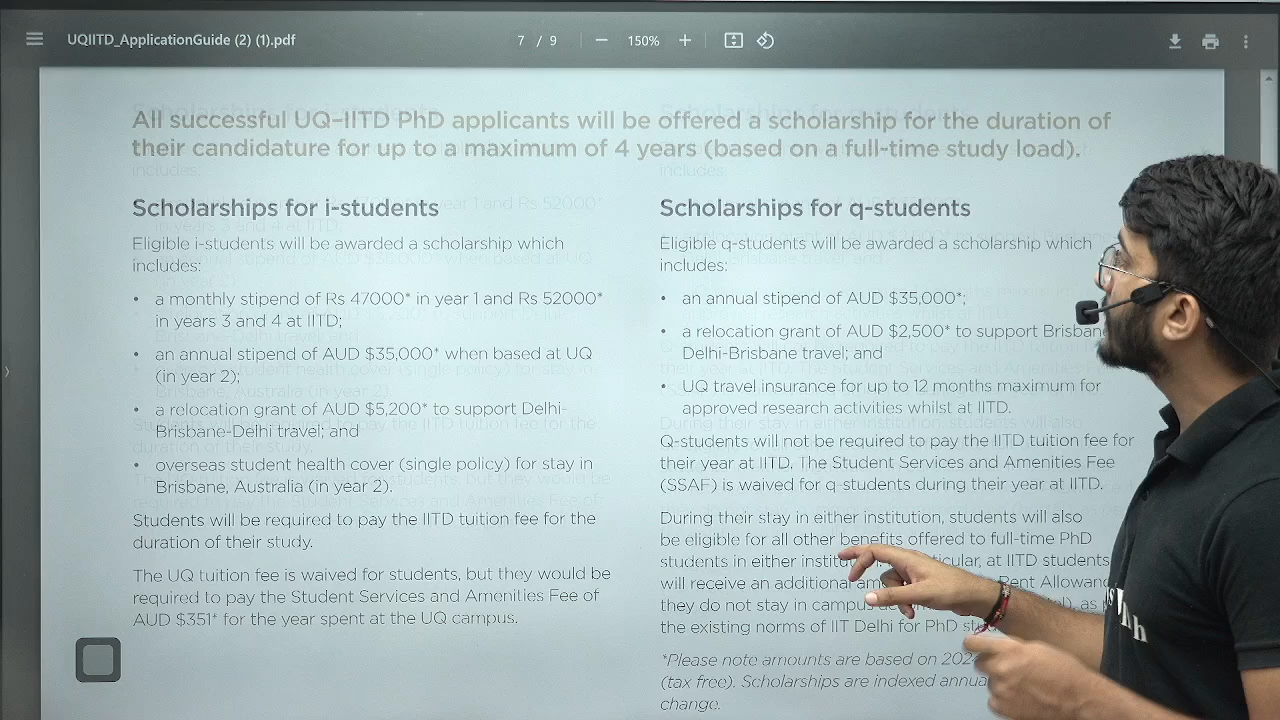 UQIITD_ApplicationGuide (2) (1).pdf
7 / 9
150%
All successful UQ–IITD PhD applicants will be offered a scholarship for the duration of
their candidature for up to a maximum of 4 years (based on a full-time study load).
Scholarships for i-students
Eligible i-students will be awarded a scholarship which
includes:
• a monthly stipend of Rs 47000* in year 1 and Rs 52000*
in years 3 and 4 at IITD;
• an annual stipend of AUD $35,000* when based at UQ
(in year 2);
• a relocation grant of AUD $5,200* to support Delhi-
Brisbane-Delhi travel; and
• overseas student health cover (single policy) for stay in
Brisbane, Australia (in year 2).
Students will be required to pay the IITD tuition fee for the
duration of their study.
The UQ tuition fee is waived for students, but they would be
required to pay the Student Services and Amenities Fee of
AUD $351* for the year spent at the UQ campus.
Scholarships for q-students
Eligible q-students will be awarded a scholarship which
includes:
• an annual stipend of AUD $35,000*;
• a relocation grant of AUD $2,500* to support
Delhi-Brisbane travel; and
• UQ travel insurance for up to 12 months maximum for
approved research activities whilst at IITD.
Q-students will not be required to pay the IITD tuition fee for
their year at IITD. The Student Services and Amenities Fee
(SSAF) is waived for q-students during their year at IITD.
During their stay in either institution, students will also
be eligible for all other benefits offered to full-time PhD
students in either at IITD students
will receive an additional Rent
they do not stay in campus as
the existing norms of IIT Delhi for PhD
*Please note amounts are based on
(tax free). Scholarships are indexed
change.